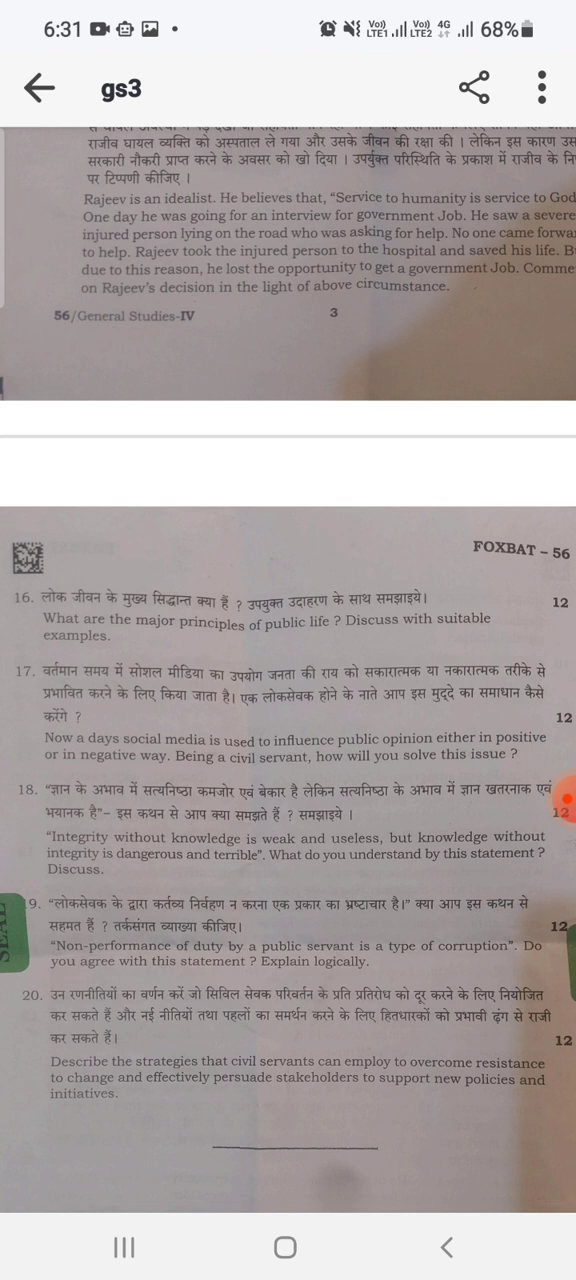 6:31
Vo)) LTE1 Vo)) LTE2 4G 68%
gs3
राजीव घायल व्यक्ति को अस्पताल ले गया और उसके जीवन की रक्षा की । लेकिन इस कारण उस
सरकारी नौकरी प्राप्त करने के अवसर को खो दिया । उपर्युक्त परिस्थिति के प्रकाश में राजीव के नि
पर टिप्पणी कीजिए ।
Rajeev is an idealist. He believes that, “Service to humanity is service to God
One day he was going for an interview for government Job. He saw a severe
injured person lying on the road who was asking for help. No one came forwa
to help. Rajeev took the injured person to the hospital and saved his life. B
due to this reason, he lost the opportunity to get a government Job. Comme
on Rajeev’s decision in the light of above circumstance.
56/General Studies-IV 3
FOXBAT – 56
16. लोक जीवन के मुख्य सिद्धान्त क्या हैं ? उपयुक्त उदाहरण के साथ समझाइये। 12
What are the major principles of public life ? Discuss with suitable
examples.
17. वर्तमान समय में सोशल मीडिया का उपयोग जनता की राय को सकारात्मक या नकारात्मक तरीके से
प्रभावित करने के लिए किया जाता है। एक लोकसेवक होने के नाते आप इस मुद्दे का समाधान कैसे
करेंगे ? 12
Now a days social media is used to influence public opinion either in positive
or in negative way. Being a civil servant, how will you solve this issue ?
18. “ज्ञान के अभाव में सत्यनिष्ठा कमजोर एवं बेकार है लेकिन सत्यनिष्ठा के अभाव में ज्ञान खतरनाक एवं
भयानक है”– इस कथन से आप क्या समझते हैं ? समझाइये । 12
“Integrity without knowledge is weak and useless, but knowledge without
integrity is dangerous and terrible”. What do you understand by this statement ?
Discuss.
9. “लोकसेवक के द्वारा कर्तव्य निर्वहण न करना एक प्रकार का भ्रष्टाचार है।” क्या आप इस कथन से
सहमत हैं ? तर्कसंगत व्याख्या कीजिए। 12
“Non-performance of duty by a public servant is a type of corruption”. Do
you agree with this statement ? Explain logically.
SEAL
20. उन रणनीतियों का वर्णन करें जो सिविल सेवक परिवर्तन के प्रति प्रतिरोध को दूर करने के लिए नियोजित
कर सकते हैं और नई नीतियों तथा पहलों का समर्थन करने के लिए हितधारकों को प्रभावी ढ़ंग से राजी
कर सकते हैं। 12
Describe the strategies that civil servants can employ to overcome resistance
to change and effectively persuade stakeholders to support new policies and
initiatives.